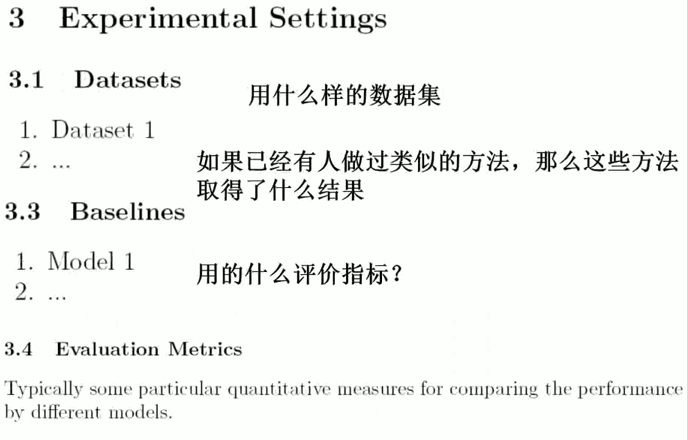 3 Experimental Settings
3.1 Datasets
用什么样的数据集
1. Dataset 1
2. ...
如果已经有人做过类似的方法，那么这些方法
取得了什么结果
3.3 Baselines
1. Model 1
用的什么评价指标？
2. ...
3.4 Evaluation Metrics
Typically some particular quantitative measures for comparing the performance
by different models.